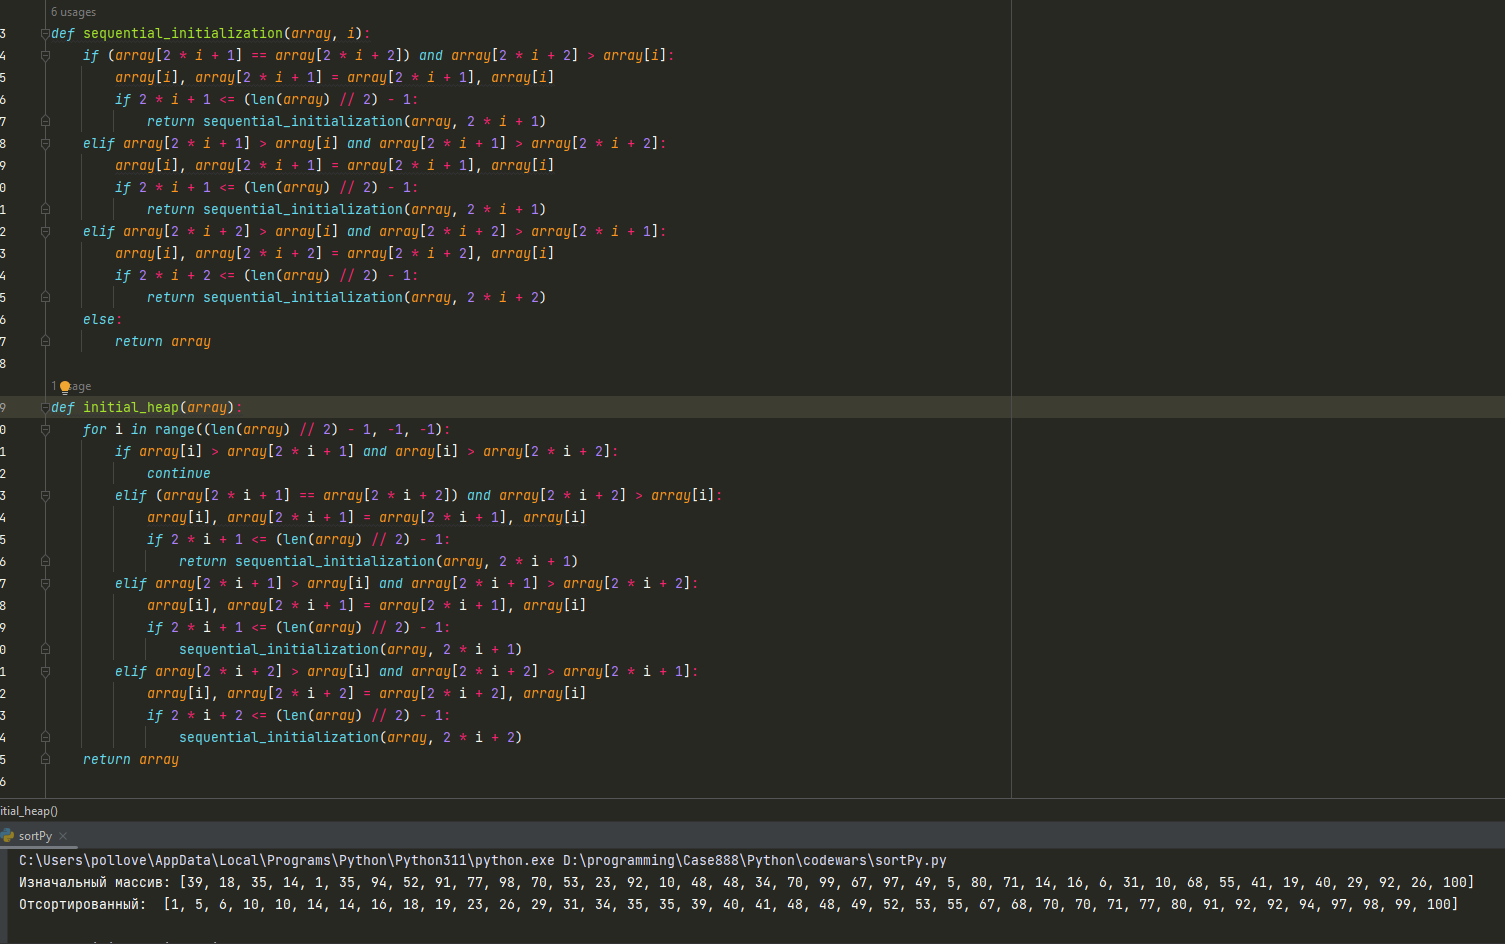 6 usages
3 def sequential_initialization(array, i):
4 if (array[2 * i + 1] == array[2 * i + 2]) and array[2 * i + 2] > array[i]:
5 array[i], array[2 * i + 1] = array[2 * i + 1], array[i]
6 if 2 * i + 1 <= (len(array) // 2) - 1:
7 return sequential_initialization(array, 2 * i + 1)
8 elif array[2 * i + 1] > array[i] and array[2 * i + 1] > array[2 * i + 2]:
9 array[i], array[2 * i + 1] = array[2 * i + 1], array[i]
0 if 2 * i + 1 <= (len(array) // 2) - 1:
1 return sequential_initialization(array, 2 * i + 1)
2 elif array[2 * i + 2] > array[i] and array[2 * i + 2] > array[2 * i + 1]:
3 array[i], array[2 * i + 2] = array[2 * i + 2], array[i]
4 if 2 * i + 2 <= (len(array) // 2) - 1:
5 return sequential_initialization(array, 2 * i + 2)
6 else:
7 return array
8
1 usage
9 def initial_heap(array):
0 for i in range((len(array) // 2) - 1, -1, -1):
1 if array[i] > array[2 * i + 1] and array[i] > array[2 * i + 2]:
2 continue
3 elif (array[2 * i + 1] == array[2 * i + 2]) and array[2 * i + 2] > array[i]:
4 array[i], array[2 * i + 1] = array[2 * i + 1], array[i]
5 if 2 * i + 1 <= (len(array) // 2) - 1:
6 return sequential_initialization(array, 2 * i + 1)
7 elif array[2 * i + 1] > array[i] and array[2 * i + 1] > array[2 * i + 2]:
8 array[i], array[2 * i + 1] = array[2 * i + 1], array[i]
9 if 2 * i + 1 <= (len(array) // 2) - 1:
0 sequential_initialization(array, 2 * i + 1)
1 elif array[2 * i + 2] > array[i] and array[2 * i + 2] > array[2 * i + 1]:
2 array[i], array[2 * i + 2] = array[2 * i + 2], array[i]
3 if 2 * i + 2 <= (len(array) // 2) - 1:
4 sequential_initialization(array, 2 * i + 2)
5 return array
6
itial_heap()
sortPy
C:\Users\pollove\AppData\Local\Programs\Python\Python311\python.exe D:\programming\Case888\Python\codewars\sortPy.py
Изначальный массив: [39, 18, 35, 14, 1, 35, 94, 52, 91, 77, 98, 70, 53, 23, 92, 10, 48, 48, 34, 70, 99, 67, 97, 49, 5, 80, 71, 14, 16, 6, 31, 10, 68, 55, 41, 19, 40, 29, 92, 26, 100]
Отсортированный: [1, 5, 6, 10, 10, 14, 14, 16, 18, 19, 23, 26, 29, 31, 34, 35, 35, 39, 40, 41, 48, 48, 49, 52, 53, 55, 67, 68, 70, 70, 71, 77, 80, 91, 92, 92, 94, 97, 98, 99, 100]